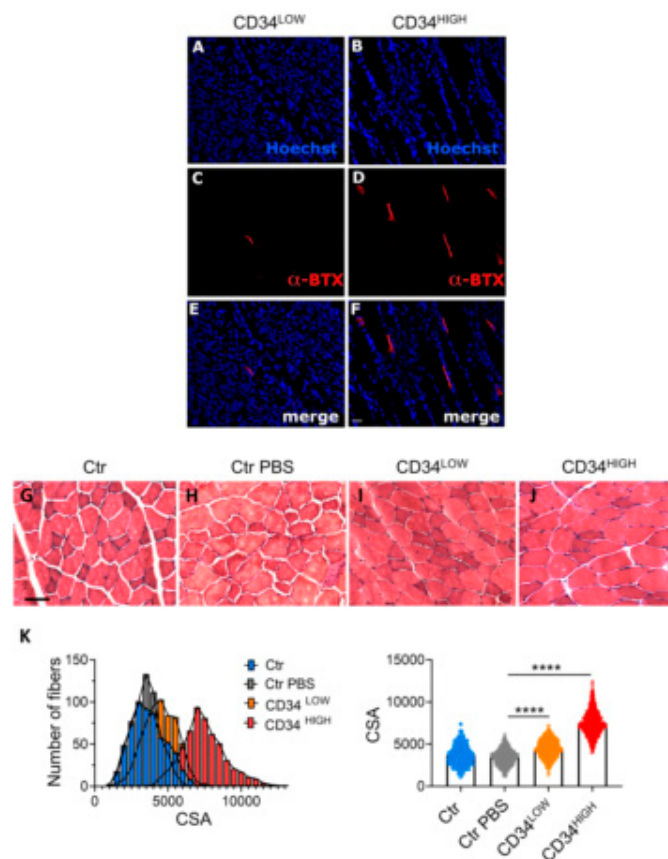 CD34LOW CD34HIGH
A B
Hoechst Hoechst
C D
α-BTX α-BTX
E F
merge merge
Ctr Ctr PBS CD34LOW CD34HIGH
G H I J
K
Number of fibers
150
100
50
0
0 5000 10000
CSA
Ctr
Ctr PBS
CD34 LOW
CD34 HIGH
CSA
15000
10000
5000
0
****
****
Ctr Ctr PBS CD34LOW CD34HIGH